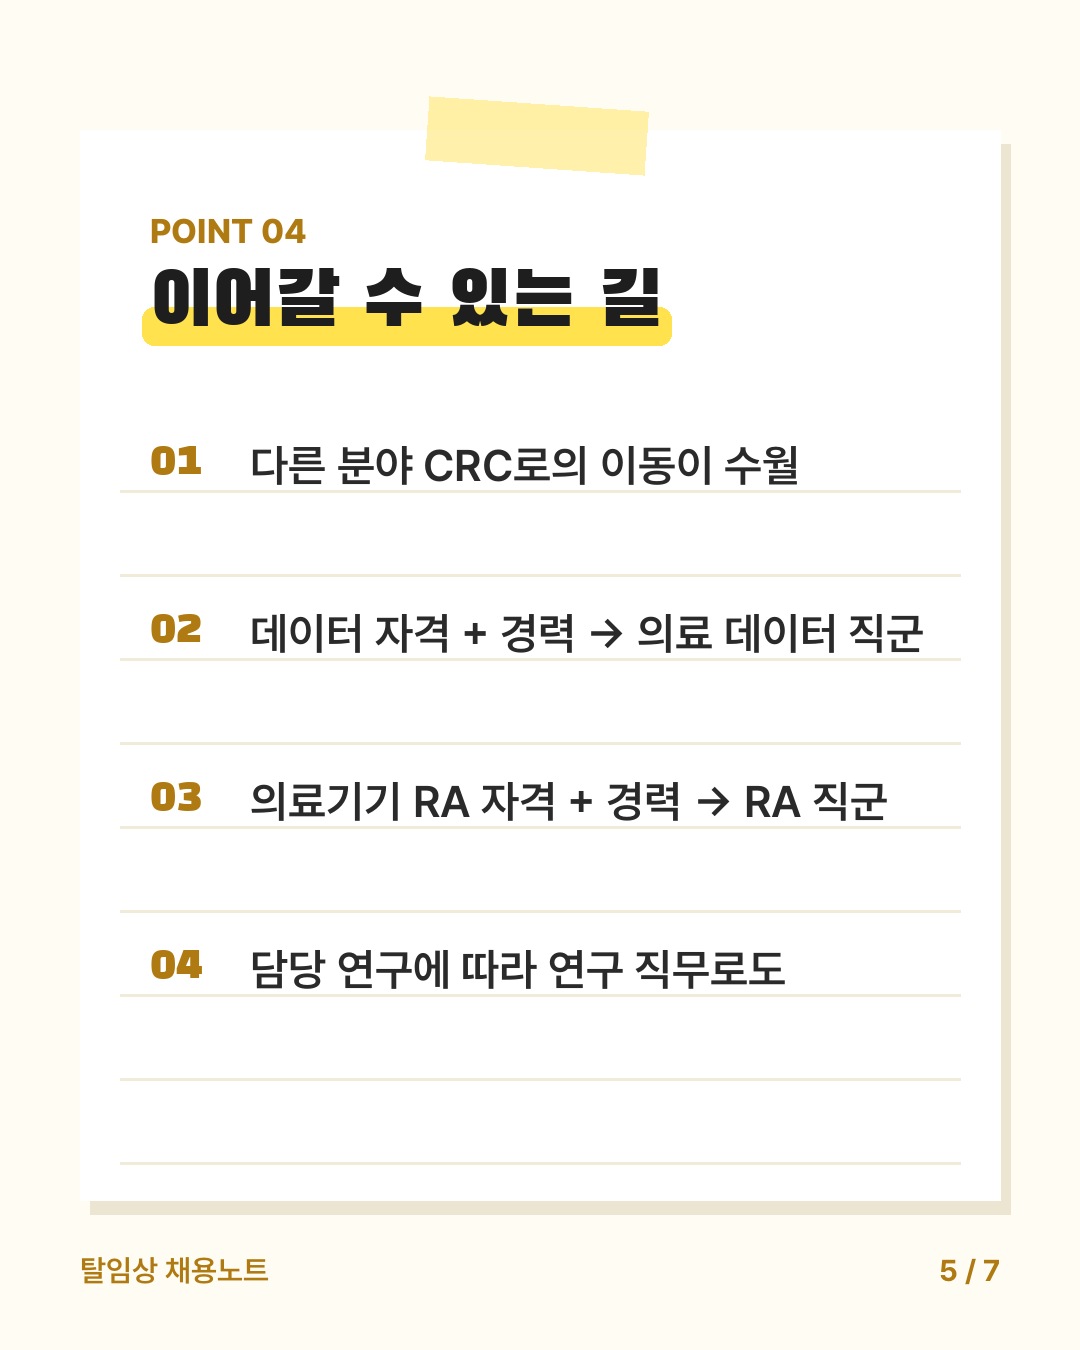 POINT 04
이어갈 수 있는 길
01 다른 분야 CRC로의 이동이 수월
02 데이터 자격 + 경력 → 의료 데이터 직군
03 의료기기 RA 자격 + 경력 → RA 직군
04 담당 연구에 따라 연구 직무로도
탈임상 채용노트
5 / 7